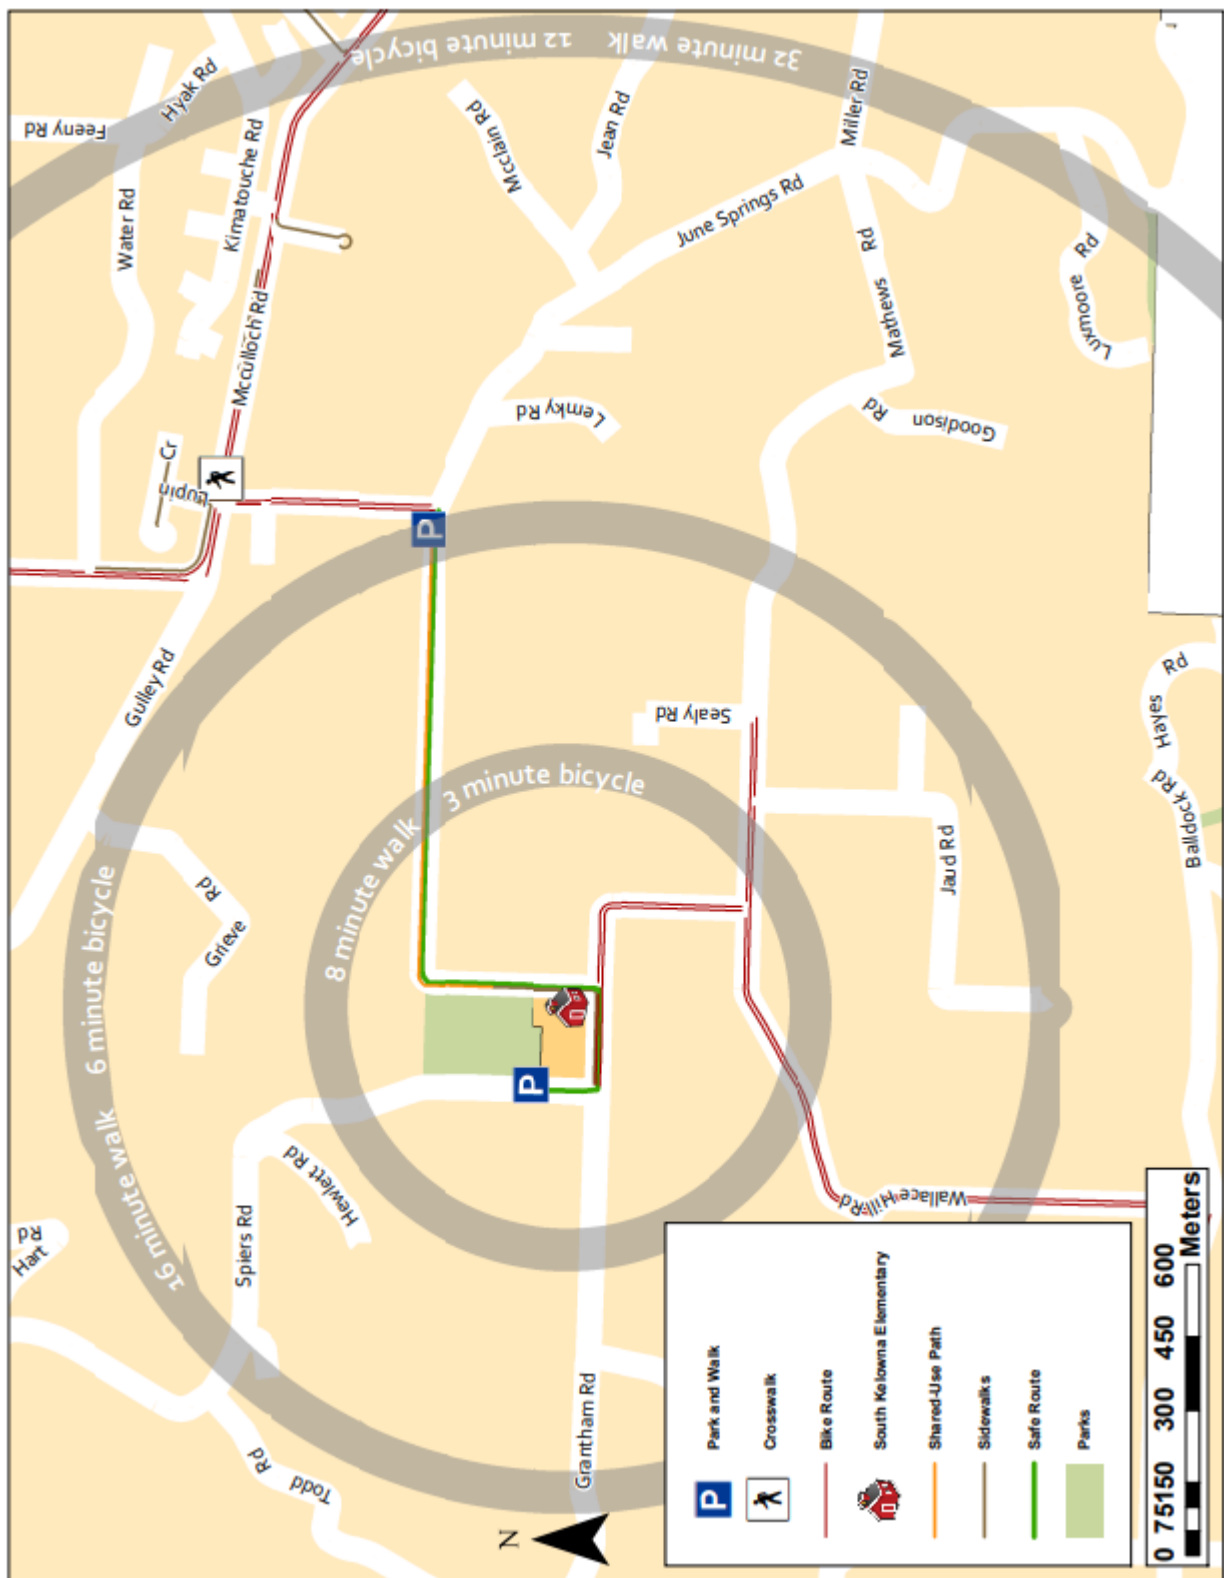 Feeny Rd
Hyak Rd
Water Rd
Kimatouche Rd
Mcculloch Rd
Lupin Cr
Gulley Rd
Grieve Rd
Hart Rd
Spiers Rd
Hewlett Rd
Todd Rd
Grantham Rd
Mcclain Rd
Jean Rd
June Springs Rd
Miller Rd
Mathews Rd
Lemky Rd
Goodison Rd
Luxmoore Rd
Sealy Rd
Jaud Rd
Hayes Rd
Balldock Rd
Wallace Hill Rd
8 minute walk 3 minute bicycle
16 minute walk 6 minute bicycle
12 minute bicycle 32 minute walk
P
P
N
P Park and Walk
Crosswalk
Bike Route
South Kelowna Elementary
Shared-Use Path
Sidewalks
Safe Route
Parks
0 75 150 300 450 600
Meters